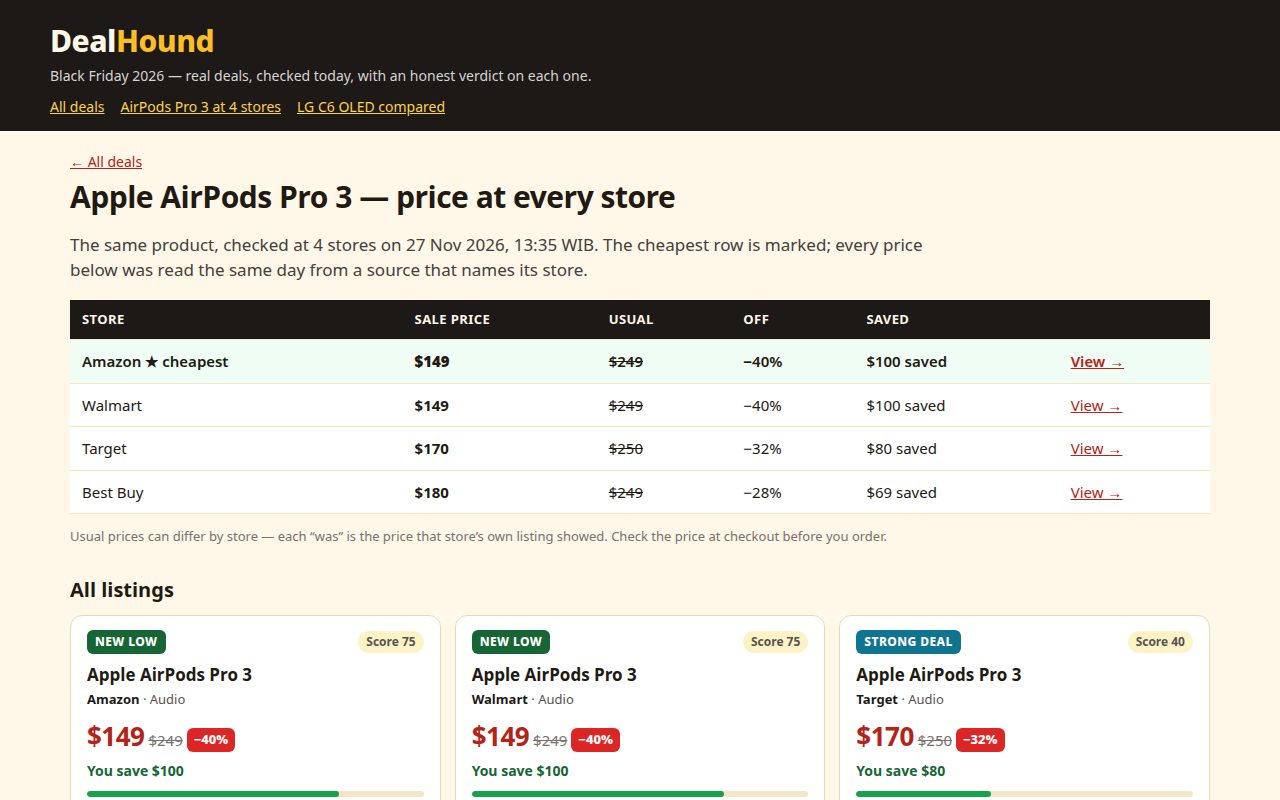 DealHound
Black Friday 2026 — real deals, checked today, with an honest verdict on each one.
All deals AirPods Pro 3 at 4 stores LG C6 OLED compared
← All deals
Apple AirPods Pro 3 — price at every store
The same product, checked at 4 stores on 27 Nov 2026, 13:35 WIB. The cheapest row is marked; every price
below was read the same day from a source that names its store.
STORE SALE PRICE USUAL OFF SAVED
Amazon ★ cheapest $149 $249 −40% $100 saved View →
Walmart $149 $249 −40% $100 saved View →
Target $170 $250 −32% $80 saved View →
Best Buy $180 $249 −28% $69 saved View →
Usual prices can differ by store — each “was” is the price that store’s own listing showed. Check the price at checkout before you order.
All listings
NEW LOW Score 75
Apple AirPods Pro 3
Amazon · Audio
$149 $249 −40%
You save $100
NEW LOW Score 75
Apple AirPods Pro 3
Walmart · Audio
$149 $249 −40%
You save $100
STRONG DEAL Score 40
Apple AirPods Pro 3
Target · Audio
$170 $250 −32%
You save $80